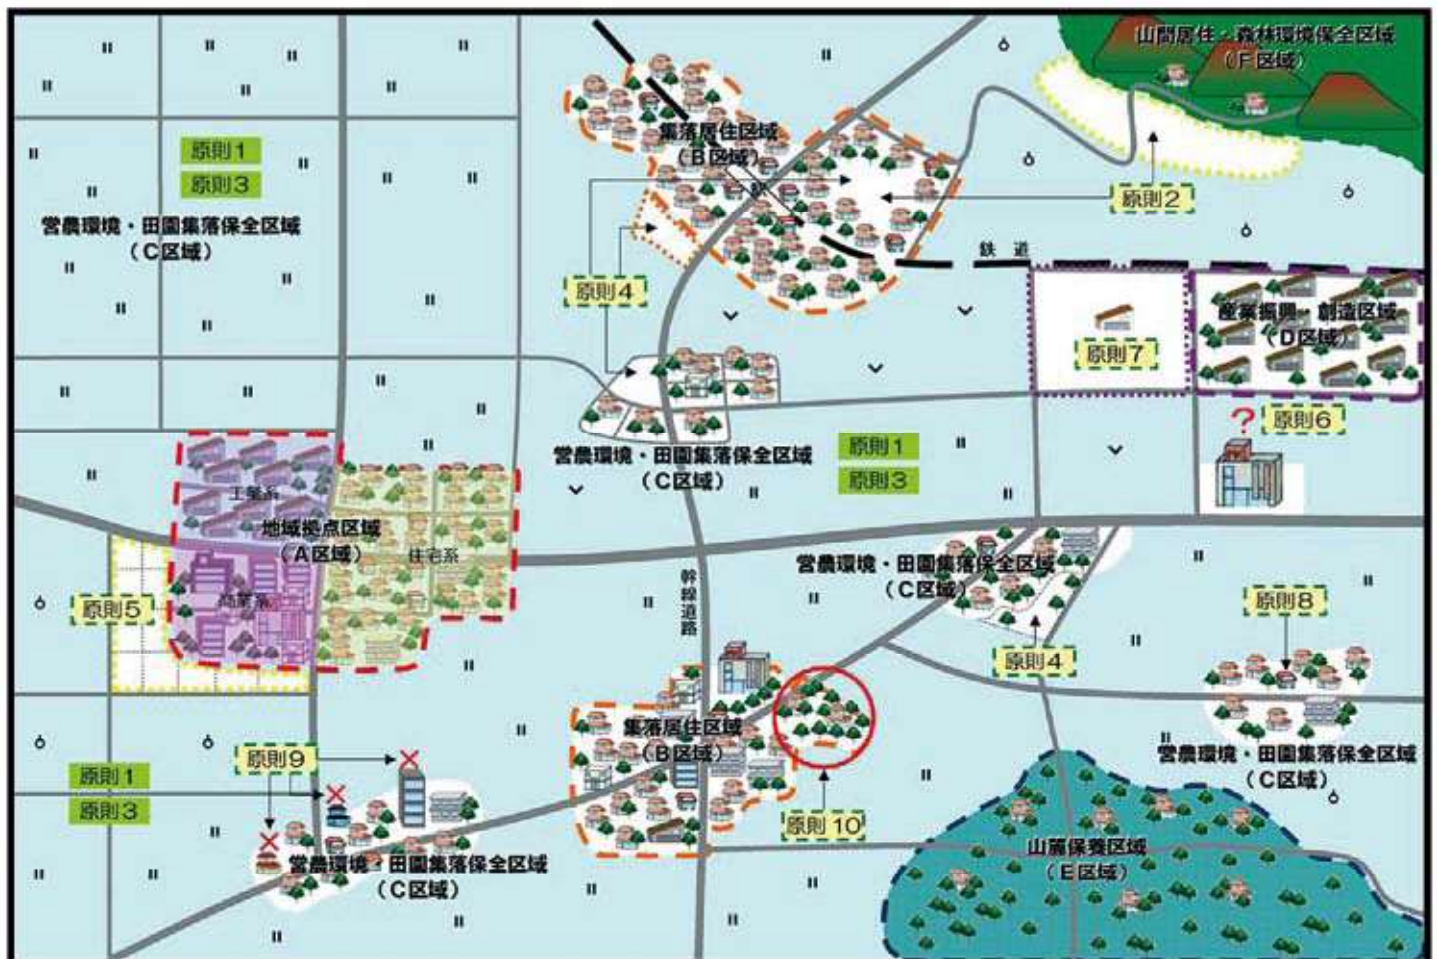 山間居住・森林環境保全区域
（F区域）
集落居住区域
（B区域）
原則1
原則3
営農環境・田園集落保全区域
（C区域）
駅
原則2
鉄道
原則4
産業振興・創造区域
（D区域）
原則7
?
原則6
営農環境・田園集落保全区域
（C区域）
原則1
原則3
工業系
地域拠点区域
（A区域）
住宅系
商業系
原則5
幹線道路
営農環境・田園集落保全区域
（C区域）
原則4
原則8
営農環境・田園集落保全区域
（C区域）
集落居住区域
（B区域）
原則10
原則9
原則1
原則3
営農環境・田園集落保全区域
（C区域）
山麓保養区域
（E区域）